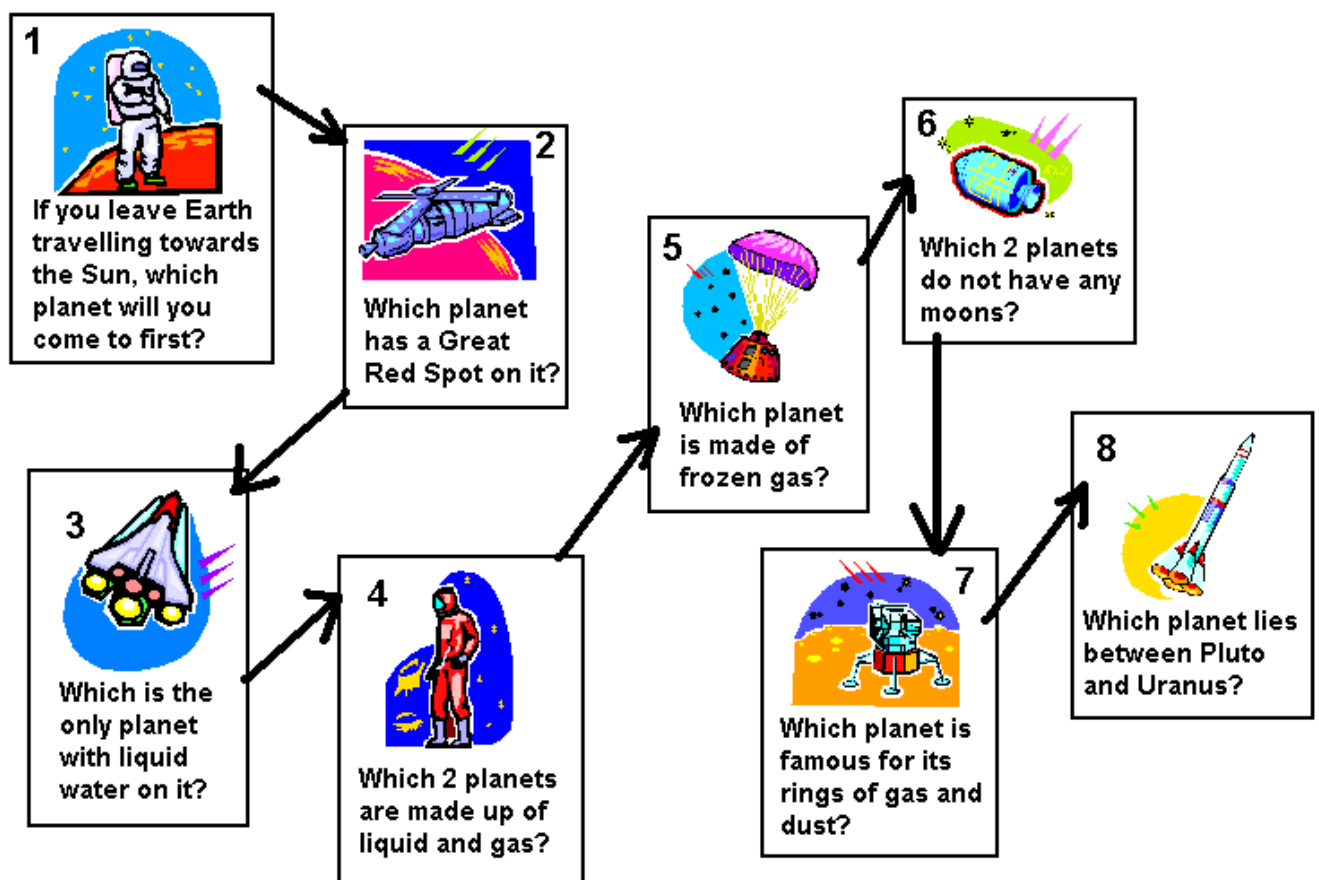 1
If you leave Earth
travelling towards
the Sun, which
planet will you
come to first?
2
Which planet
has a Great
Red Spot on it?
3
Which is the
only planet
with liquid
water on it?
4
Which 2 planets
are made up of
liquid and gas?
5
Which planet
is made of
frozen gas?
6
Which 2 planets
do not have any
moons?
7
Which planet is
famous for its
rings of gas and
dust?
8
Which planet lies
between Pluto
and Uranus?